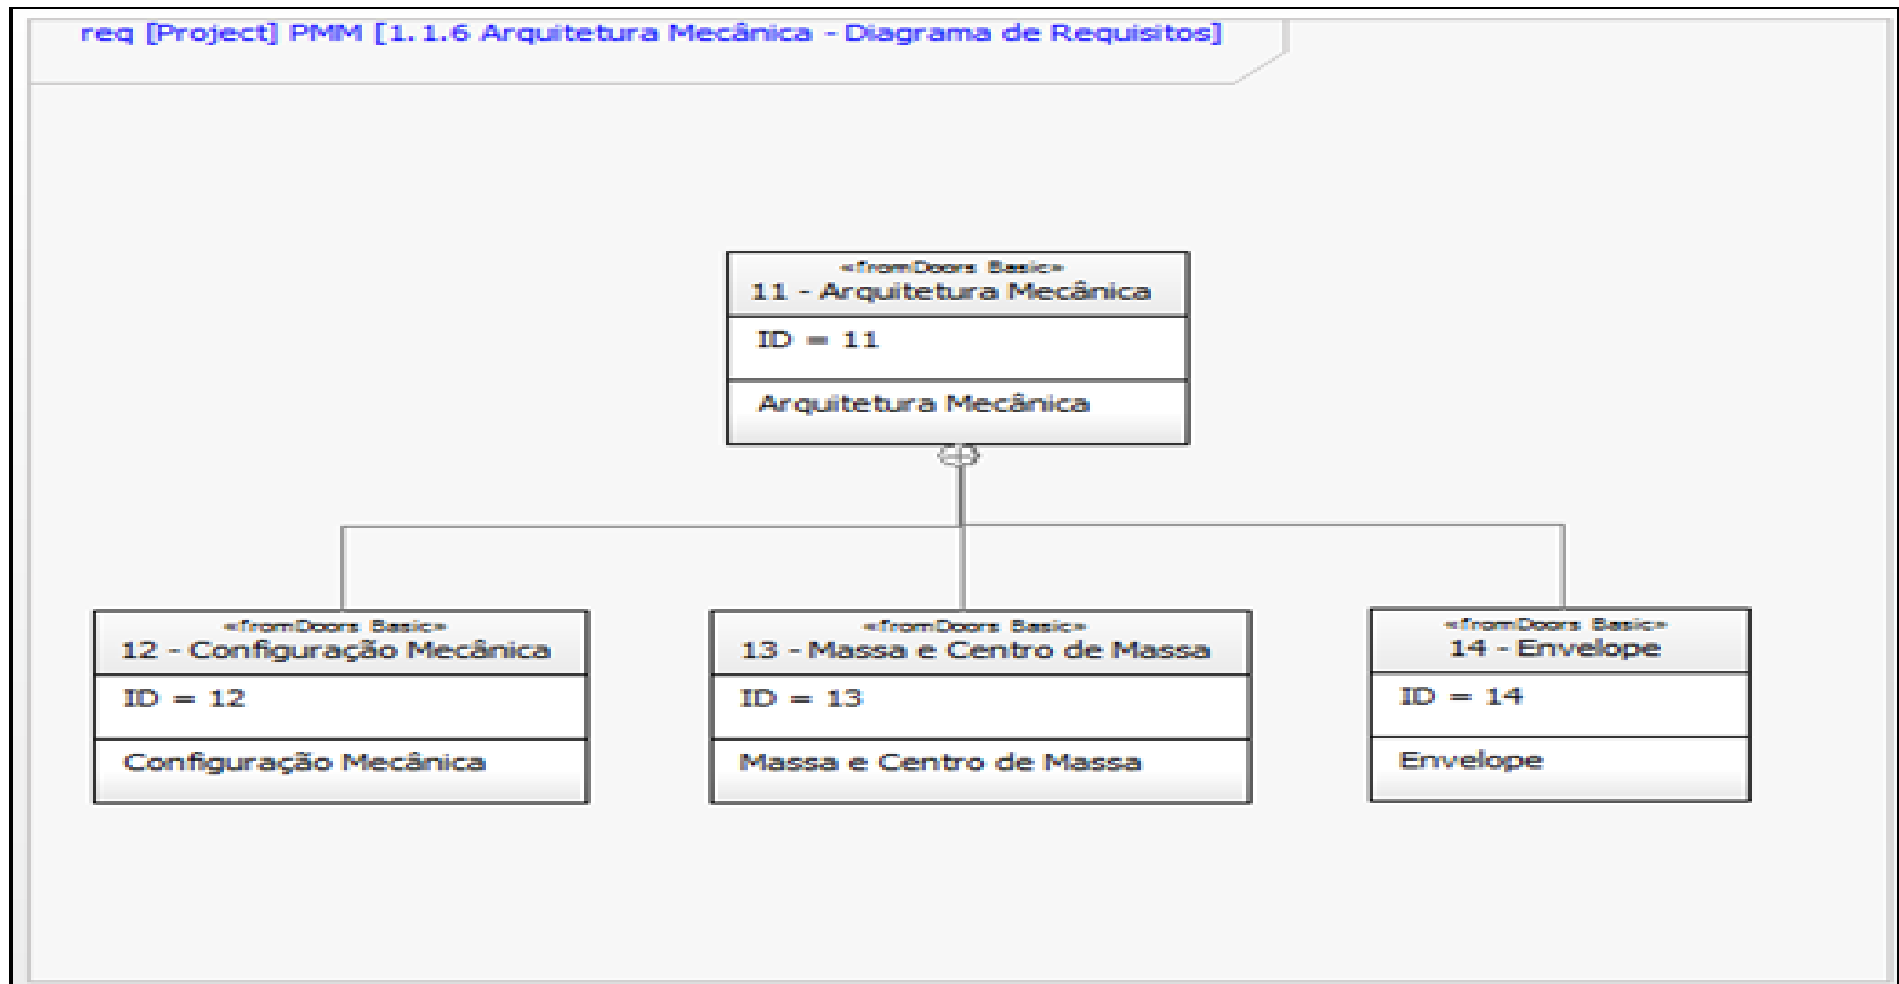 req [Project] PMM [1.1.6 Arquitetura Mecânica - Diagrama de Requisitos]
«fromDoors Basic»
11 - Arquitetura Mecânica
ID = 11
Arquitetura Mecânica
«fromDoors Basic»
12 - Configuração Mecânica
ID = 12
Configuração Mecânica
«fromDoors Basic»
13 - Massa e Centro de Massa
ID = 13
Massa e Centro de Massa
«fromDoors Basic»
14 - Envelope
ID = 14
Envelope